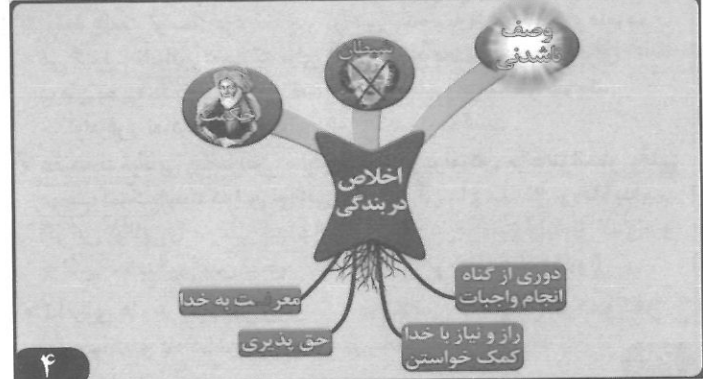 وصف
ناشدنی
شیطان
حکمت
اخلاص
در بندگی
دوری از گناه
انجام واجبات
معرفت به خدا
راز و نیاز با خدا
کمک خواستن
حق پذیری
۴